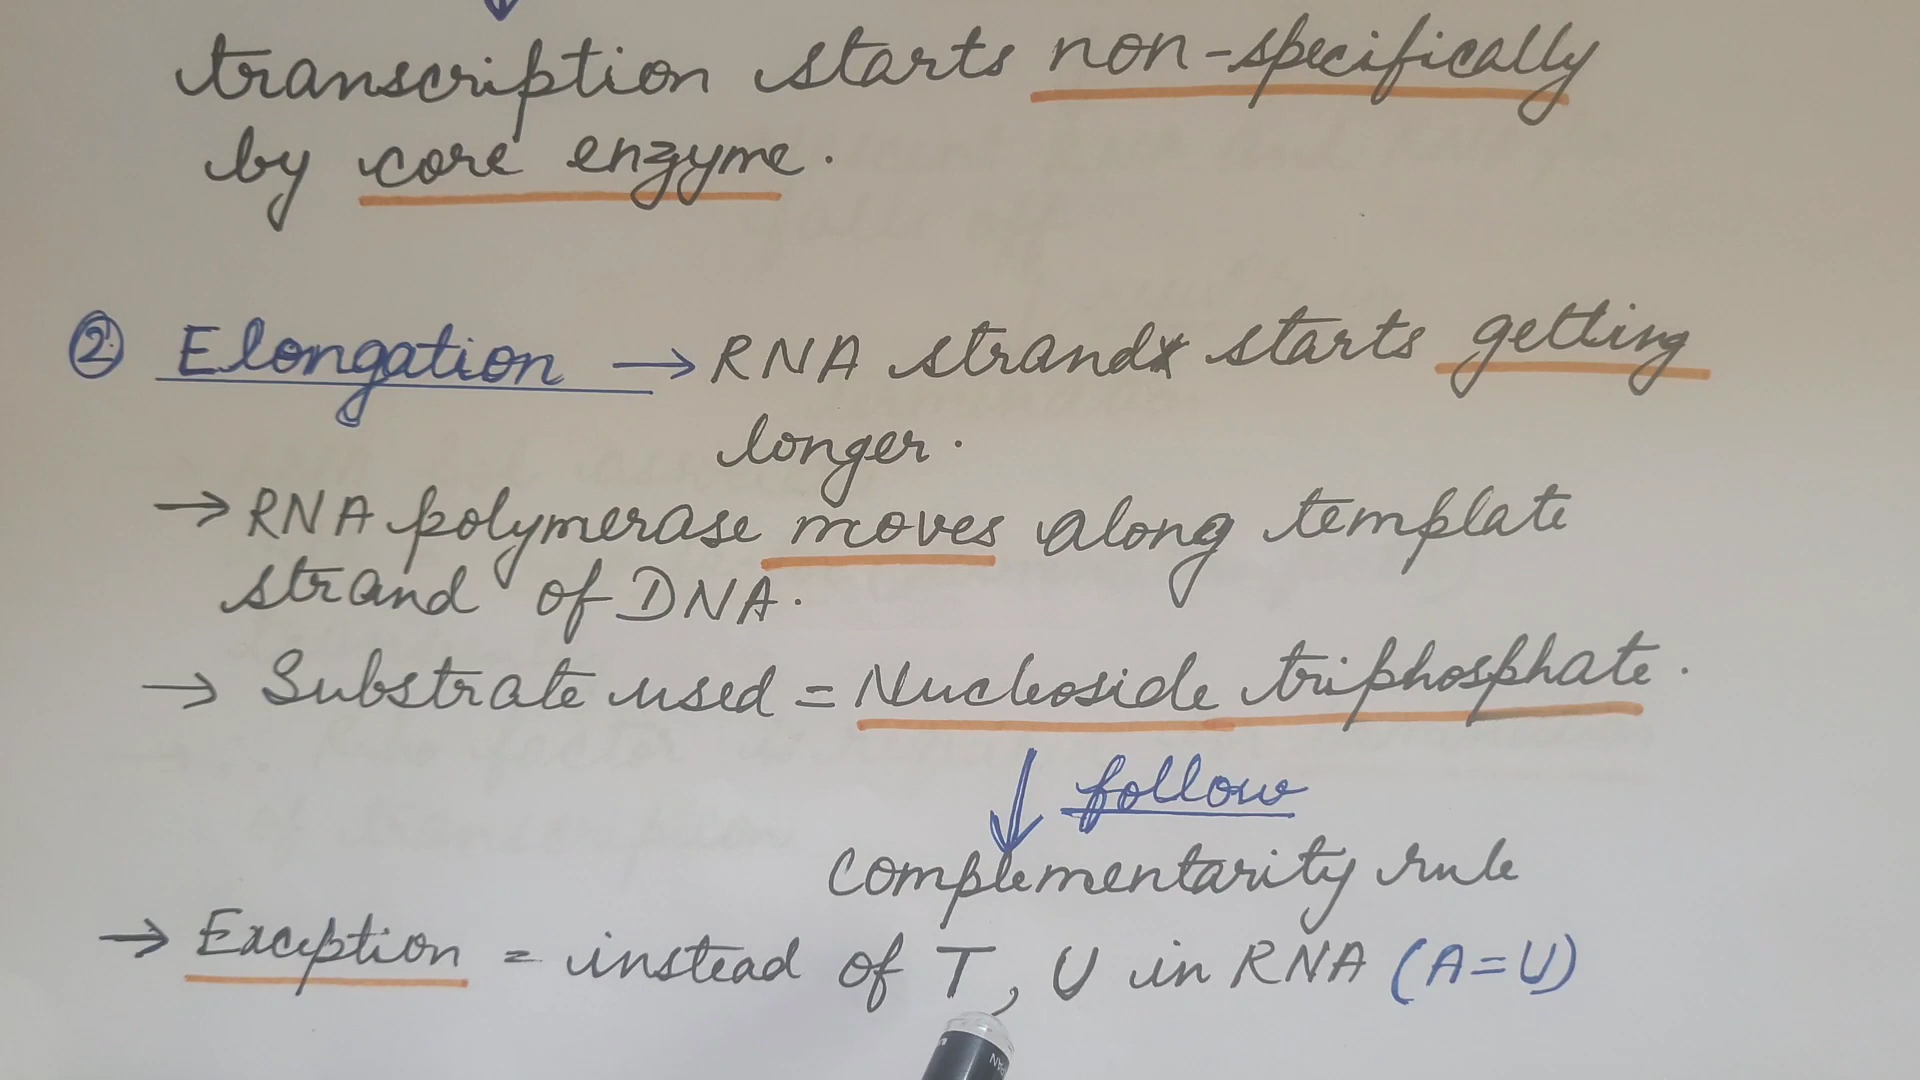 transcription starts non-specifically
by core enzyme.
② Elongation → RNA strand starts getting
longer.
→ RNA polymerase moves along template
strand of DNA.
→ Substrate used = Nucleoside triphosphate.
↓ follow
Complementarity rule
→ Exception = instead of T, U in RNA (A=U)